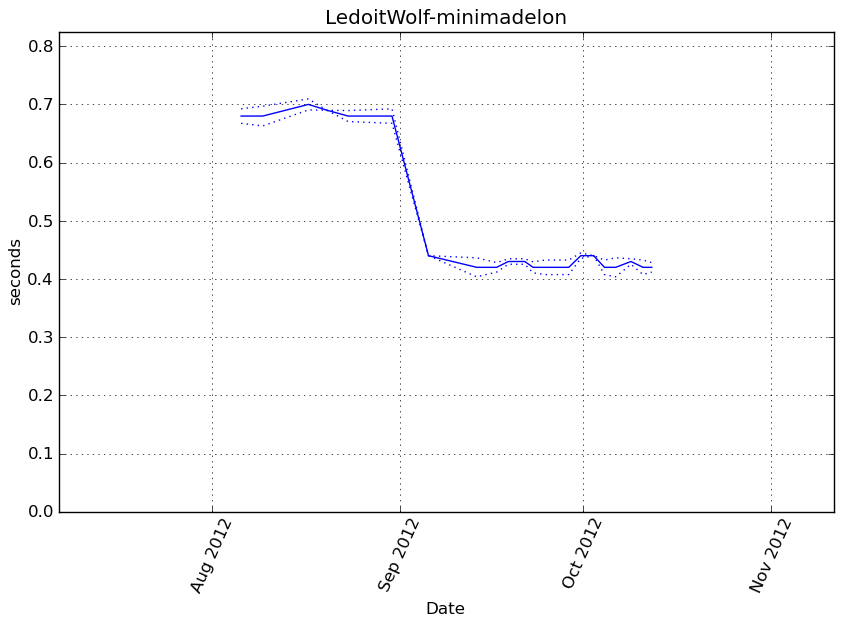 LedoitWolf-minimadelon
0.8
0.7
0.6
0.5
0.4
0.3
0.2
0.1
0.0
seconds
Aug 2012
Sep 2012
Oct 2012
Nov 2012
Date